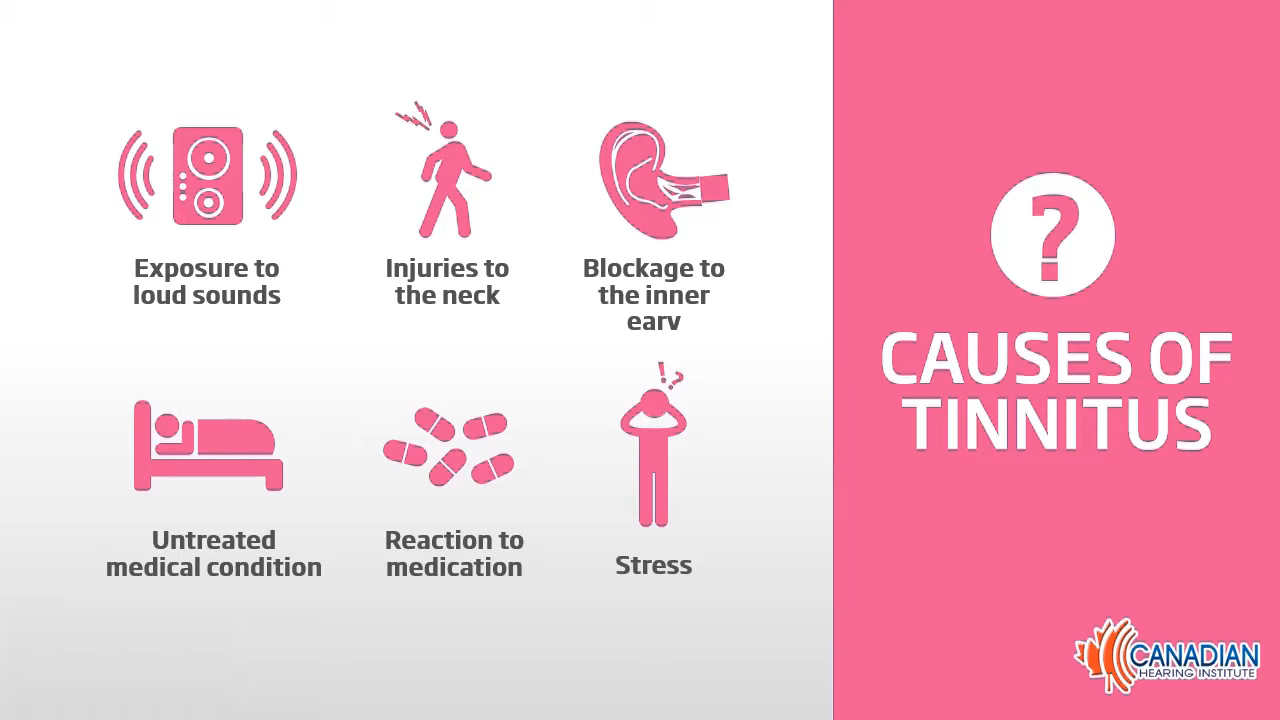 Exposure to
loud sounds
Injuries to
the neck
Blockage to
the inner
earv
Untreated
medical condition
Reaction to
medication
!?
Stress
?
CAUSES OF
TINNITUS
CANADIAN
HEARING INSTITUTE